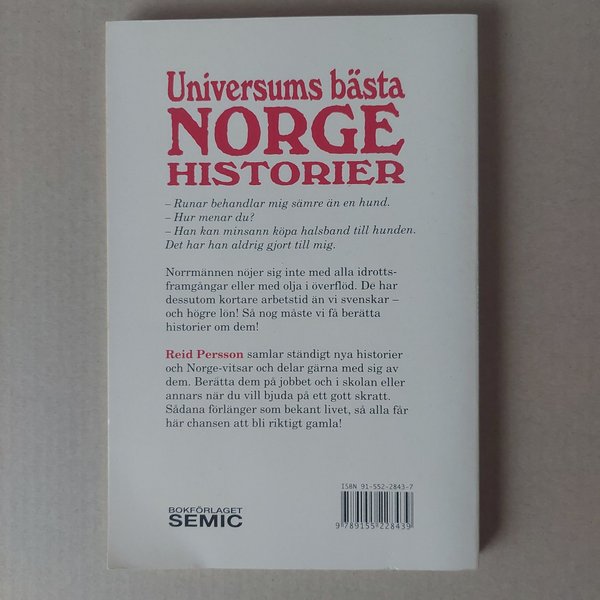 Universums bästa
NORGE
HISTORIER
– Runar behandlar mig sämre än en hund.
– Hur menar du?
– Han kan minsann köpa halsband till hunden.
Det har han aldrig gjort till mig.
Norrmännen nöjer sig inte med alla idrotts-
framgångar eller med olja i överflöd. De har
dessutom kortare arbetstid än vi svenskar –
och högre lön! Så nog måste vi få berätta
historier om dem!
Reid Persson samlar ständigt nya historier
och Norge-vitsar och delar gärna med sig av
dem. Berätta dem på jobbet och i skolan eller
annars när du vill bjuda på ett gott skratt.
Sådana förlänger som bekant livet, så alla får
här chansen att bli riktigt gamla!
ISBN 91-552-2843-7
BOKFÖRLAGET
SEMIC
9 789155 228439